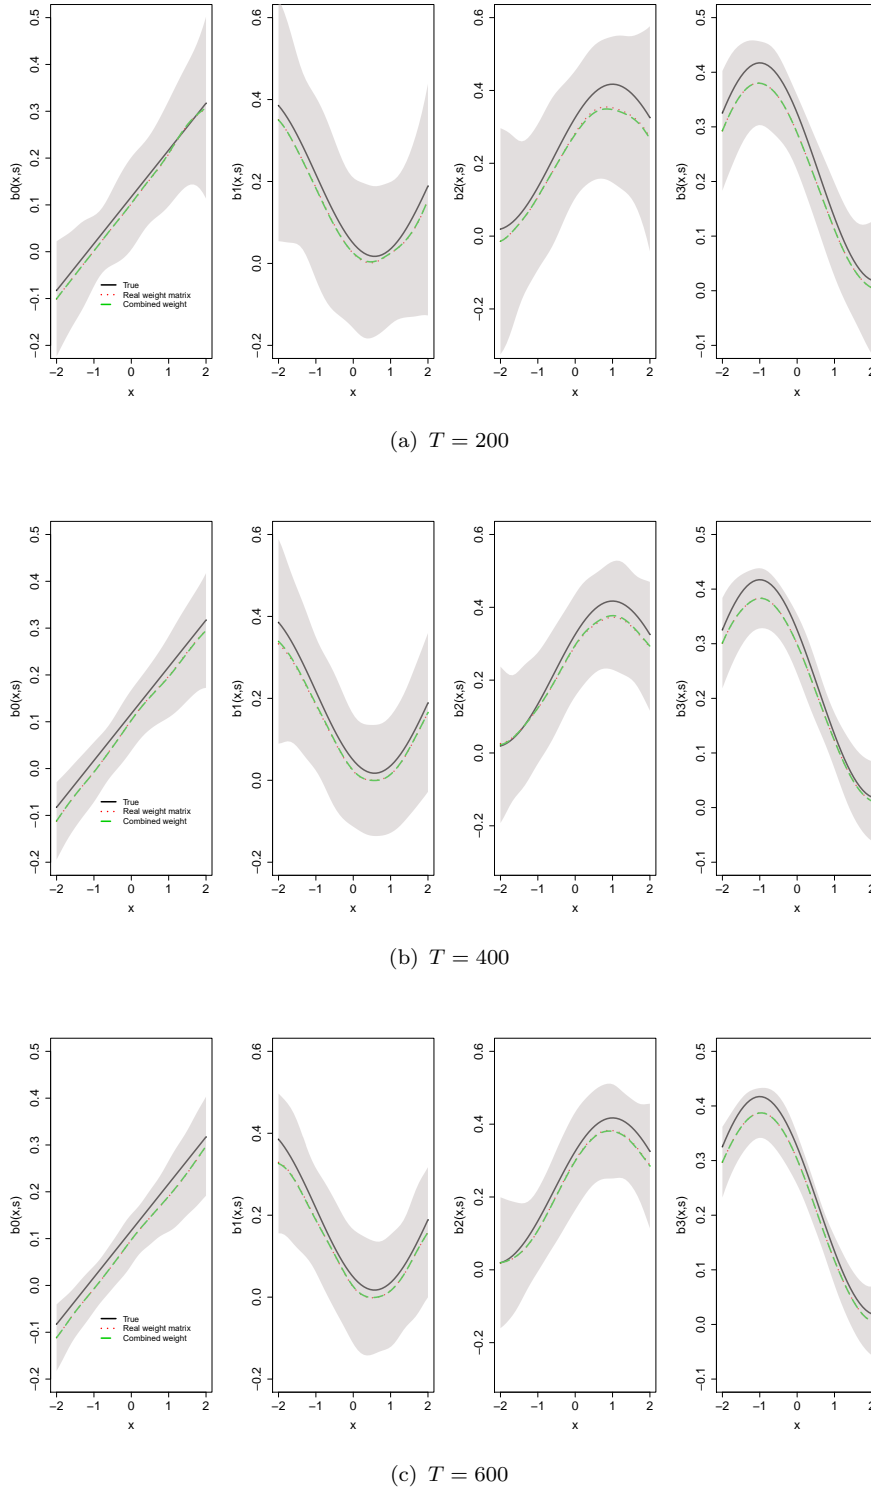 b0(x,s)
0.5
0.4
0.3
0.2
0.1
0.0
−0.1
−0.2
True
Real weight matrix
Combined weight
−2 −1 0 1 2
x
b1(x,s)
0.6
0.4
0.2
0.0
−0.2
−2 −1 0 1 2
x
b2(x,s)
0.6
0.4
0.2
0.0
−0.2
−2 −1 0 1 2
x
b3(x,s)
0.5
0.4
0.3
0.2
0.1
0.0
−0.1
−2 −1 0 1 2
x
(a) T = 200
b0(x,s)
0.5
0.4
0.3
0.2
0.1
0.0
−0.1
−0.2
True
Real weight matrix
Combined weight
−2 −1 0 1 2
x
b1(x,s)
0.6
0.4
0.2
0.0
−0.2
−2 −1 0 1 2
x
b2(x,s)
0.6
0.4
0.2
0.0
−0.2
−2 −1 0 1 2
x
b3(x,s)
0.5
0.4
0.3
0.2
0.1
0.0
−0.1
−2 −1 0 1 2
x
(b) T = 400
b0(x,s)
0.5
0.4
0.3
0.2
0.1
0.0
−0.1
−0.2
True
Real weight matrix
Combined weight
−2 −1 0 1 2
x
b1(x,s)
0.6
0.4
0.2
0.0
−0.2
−2 −1 0 1 2
x
b2(x,s)
0.6
0.4
0.2
0.0
−0.2
−2 −1 0 1 2
x
b3(x,s)
0.5
0.4
0.3
0.2
0.1
0.0
−0.1
−2 −1 0 1 2
x
(c) T = 600